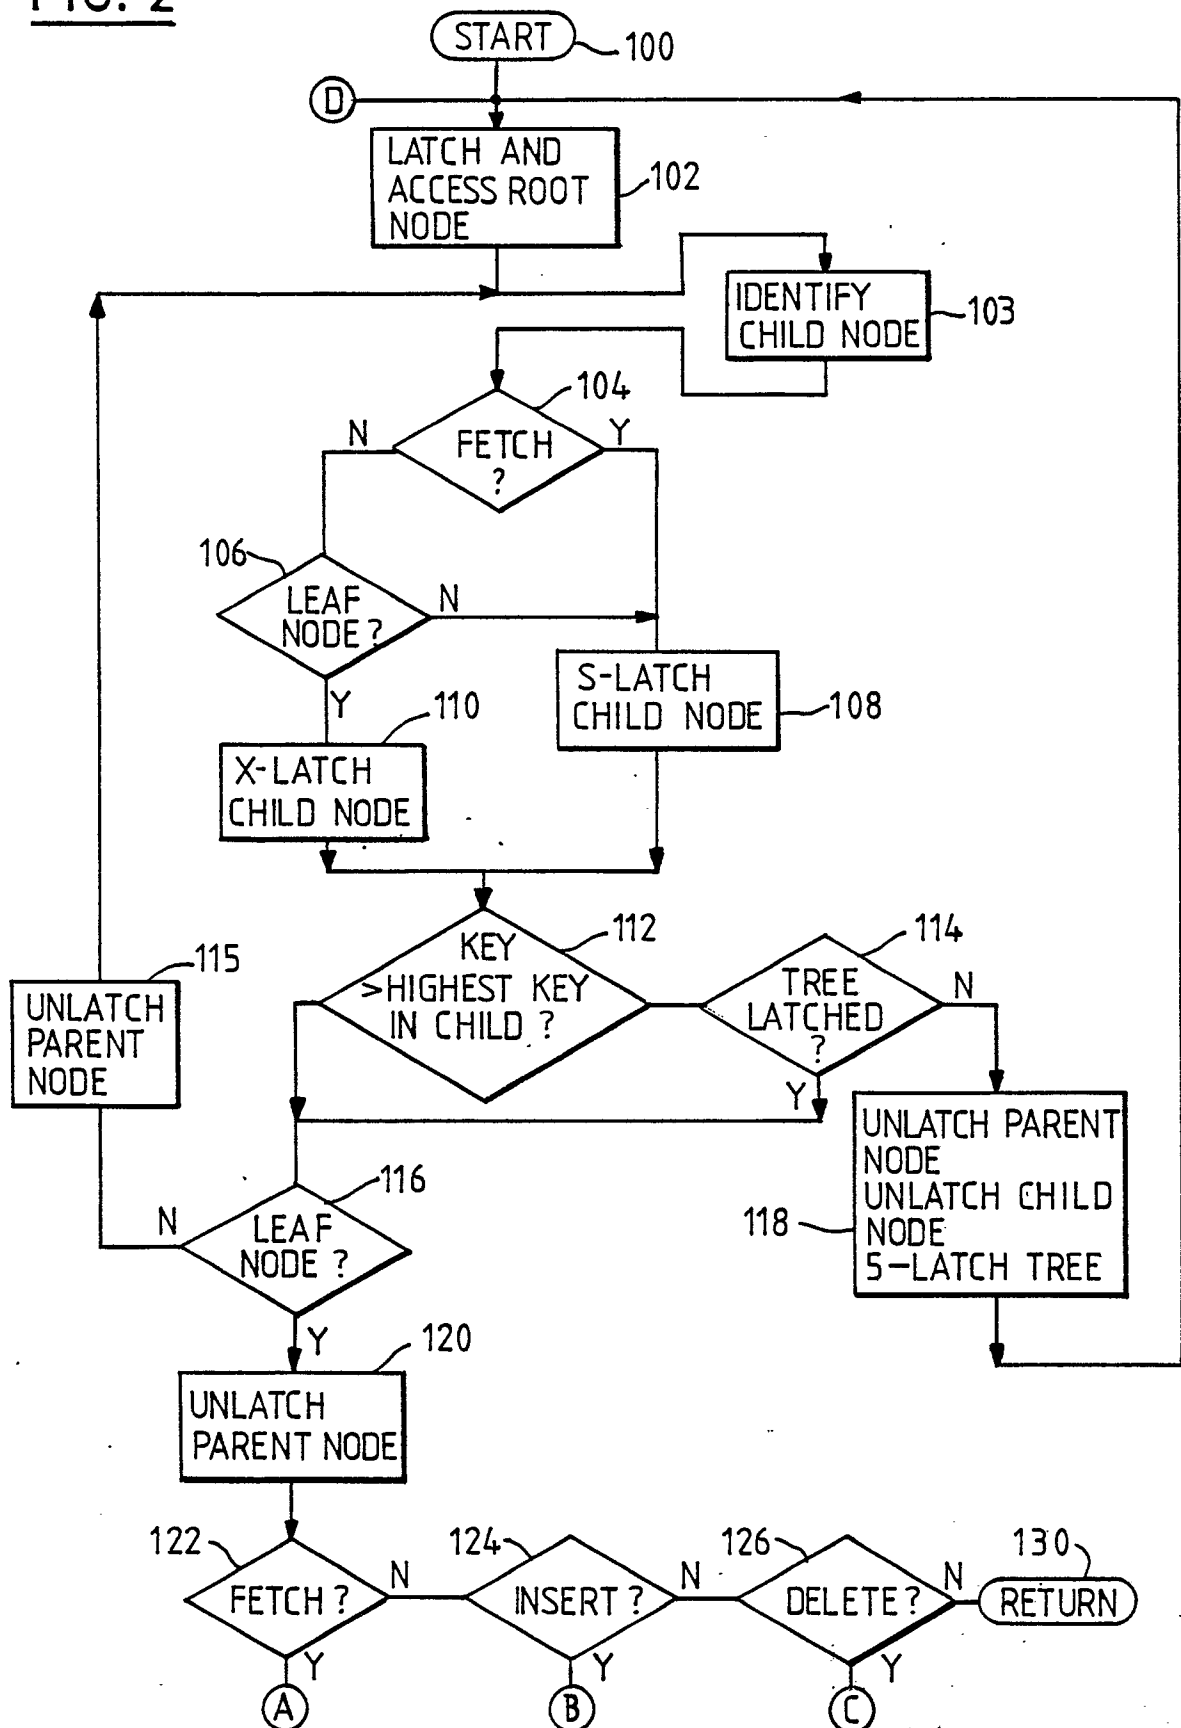 FIG. 2
START
100
D
LATCH AND
ACCESS ROOT
NODE
102
IDENTIFY
CHILD NODE
103
104
N
FETCH
?
Y
106
LEAF
NODE?
N
Y
S-LATCH
CHILD NODE
108
110
X-LATCH
CHILD NODE
112
KEY
>HIGHEST KEY
IN CHILD ?
114
TREE
LATCHED
?
N
Y
115
UNLATCH
PARENT
NODE
UNLATCH PARENT
NODE
UNLATCH CHILD
NODE
S-LATCH TREE
118
116
N
LEAF
NODE ?
Y
120
UNLATCH
PARENT NODE
122
FETCH ?
N
Y
124
INSERT ?
N
Y
126
DELETE ?
N
Y
130
RETURN
A
B
C